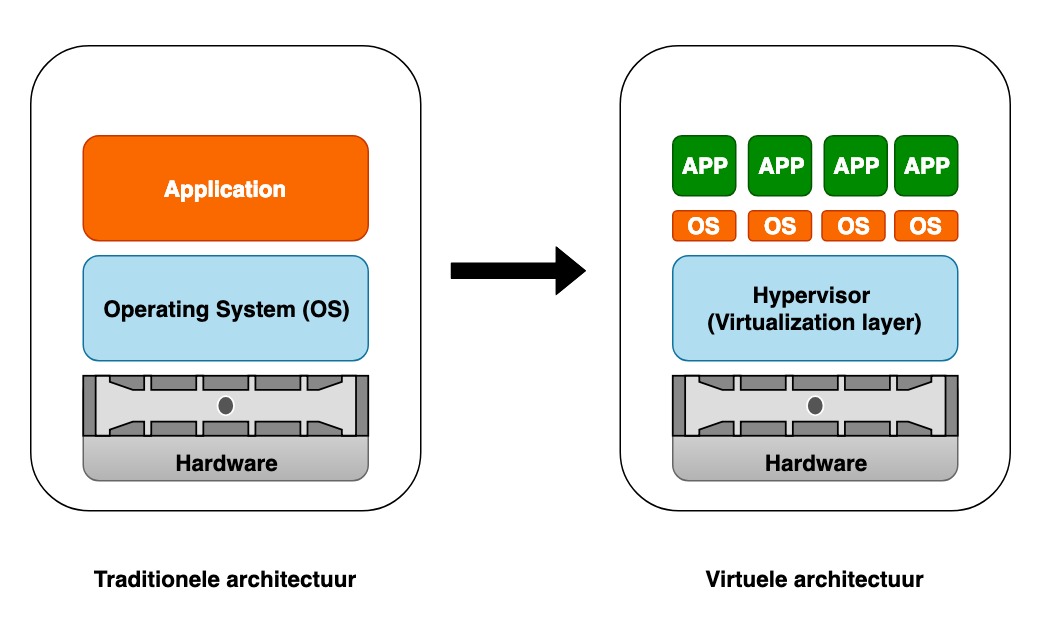 Application
Operating System (OS)
Hardware
Traditionele architectuur
APP APP APP APP
OS OS OS OS
Hypervisor
(Virtualization layer)
Hardware
Virtuele architectuur